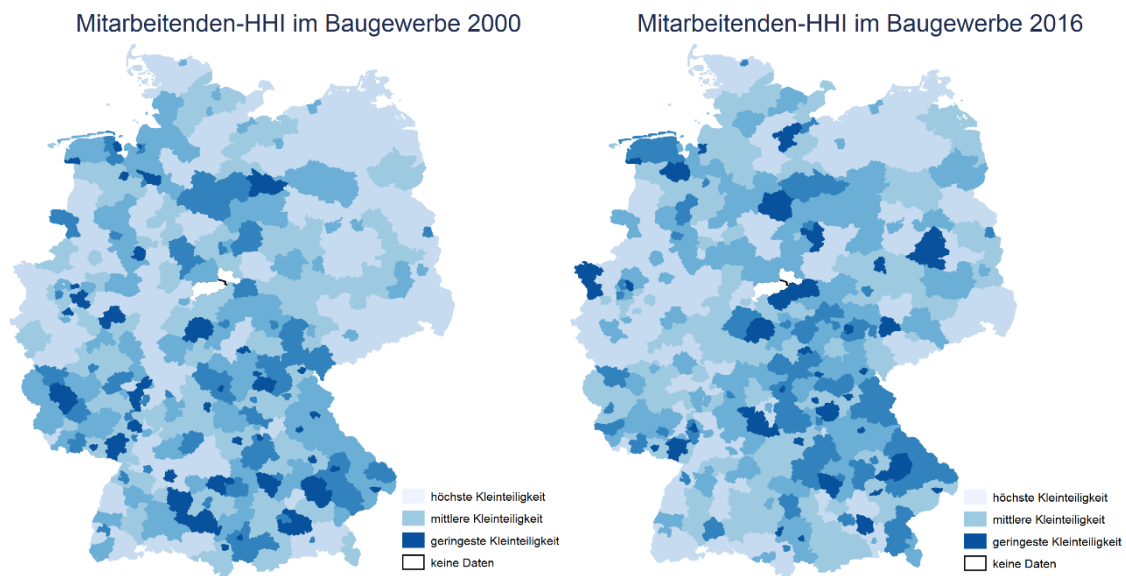 Mitarbeitenden-HHI im Baugewerbe 2000
Mitarbeitenden-HHI im Baugewerbe 2016
höchste Kleinteiligkeit
mittlere Kleinteiligkeit
geringeste Kleinteiligkeit
keine Daten
höchste Kleinteiligkeit
mittlere Kleinteiligkeit
geringeste Kleinteiligkeit
keine Daten